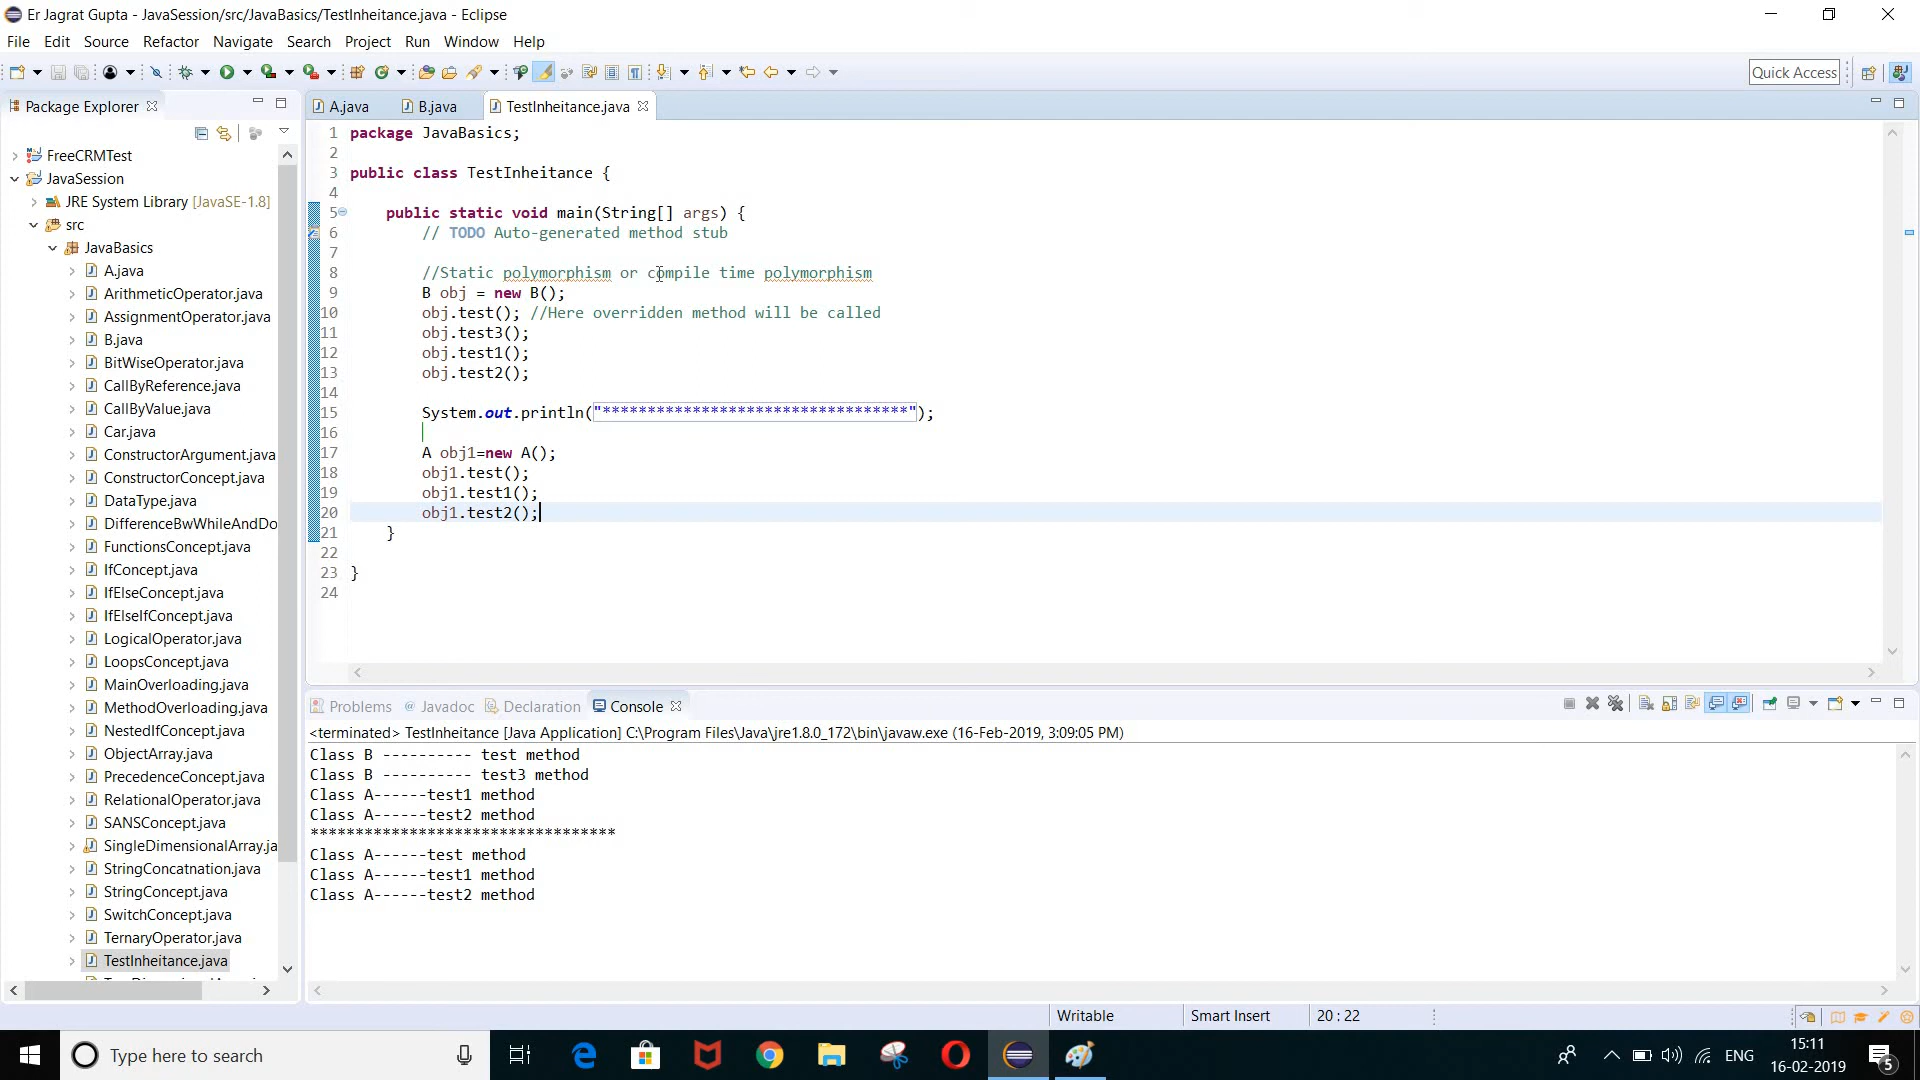 Er Jagrat Gupta - JavaSession/src/JavaBasics/TestInheitance.java - Eclipse
File Edit Source Refactor Navigate Search Project Run Window Help
Quick Access
Package Explorer
A.java B.java TestInheitance.java
FreeCRMTest
JavaSession
JRE System Library [JavaSE-1.8]
src
JavaBasics
A.java
ArithmeticOperator.java
AssignmentOperator.java
B.java
BitWiseOperator.java
CallByReference.java
CallByValue.java
Car.java
ConstructorArgument.java
ConstructorConcept.java
DataType.java
DifferenceBwWhileAndDo
FunctionsConcept.java
IfConcept.java
IfElseConcept.java
IfElseIfConcept.java
LogicalOperator.java
LoopsConcept.java
MainOverloading.java
MethodOverloading.java
NestedIfConcept.java
ObjectArray.java
PrecedenceConcept.java
RelationalOperator.java
SANSConcept.java
SingleDimensionalArray.ja
StringConcatnation.java
StringConcept.java
SwitchConcept.java
TernaryOperator.java
TestInheitance.java
1 package JavaBasics;
2
3 public class TestInheitance {
4
5 public static void main(String[] args) {
6 // TODO Auto-generated method stub
7
8 //Static polymorphism or compile time polymorphism
9 B obj = new B();
10 obj.test(); //Here overridden method will be called
11 obj.test3();
12 obj.test1();
13 obj.test2();
14
15 System.out.println("**********************************");
16
17 A obj1=new A();
18 obj1.test();
19 obj1.test1();
20 obj1.test2();
21 }
22
23 }
24
Problems Javadoc Declaration Console
<terminated> TestInheitance [Java Application] C:\Program Files\Java\jre1.8.0_172\bin\javaw.exe (16-Feb-2019, 3:09:05 PM)
Class B ---------- test method
Class B ---------- test3 method
Class A------test1 method
Class A------test2 method
**********************************
Class A------test method
Class A------test1 method
Class A------test2 method
Writable Smart Insert 20 : 22
Type here to search
ENG
15:11
16-02-2019
5